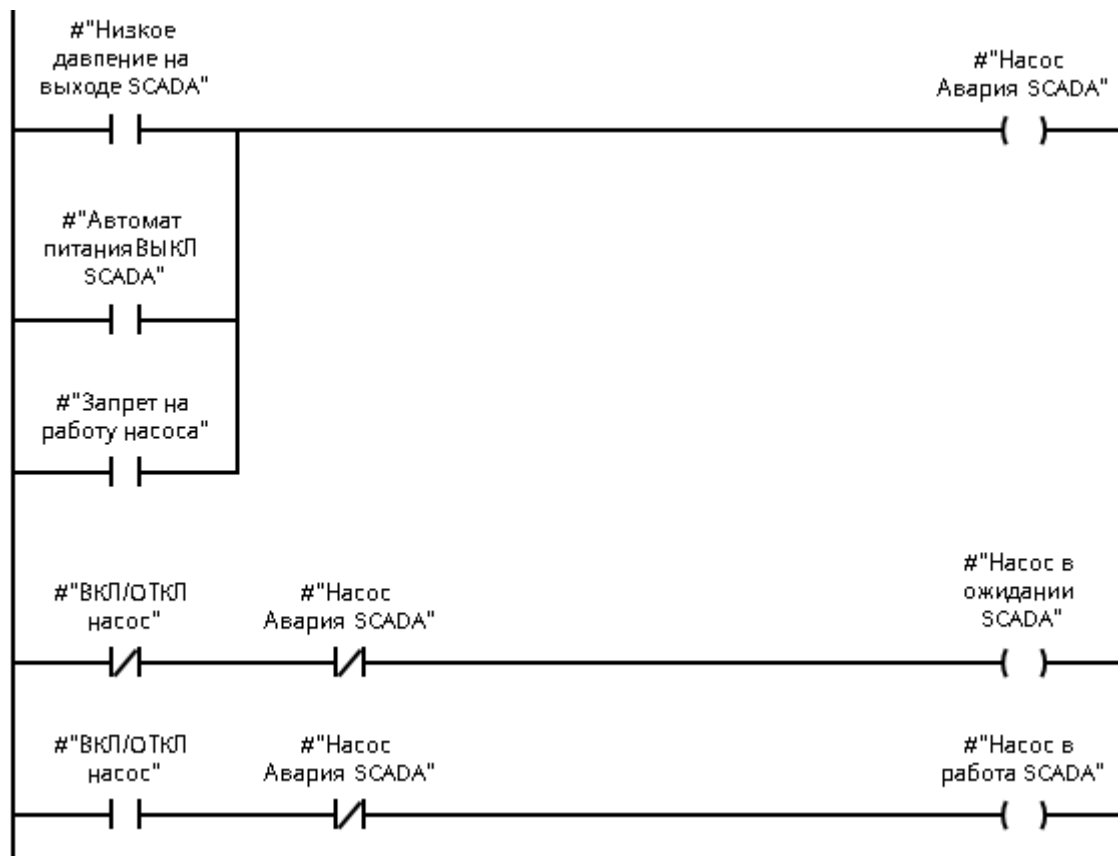 #"Низкое
давление на
выходе SCADA"
#"Насос
Авария SCADA"
#"Автомат
питания ВЫКЛ
SCADA"
#"Запрет на
работу насоса"
#"ВКЛ/ОТКЛ
насос"
#"Насос
Авария SCADA"
#"Насос в
ожидании
SCADA"
#"ВКЛ/ОТКЛ
насос"
#"Насос
Авария SCADA"
#"Насос в
работа SCADA"